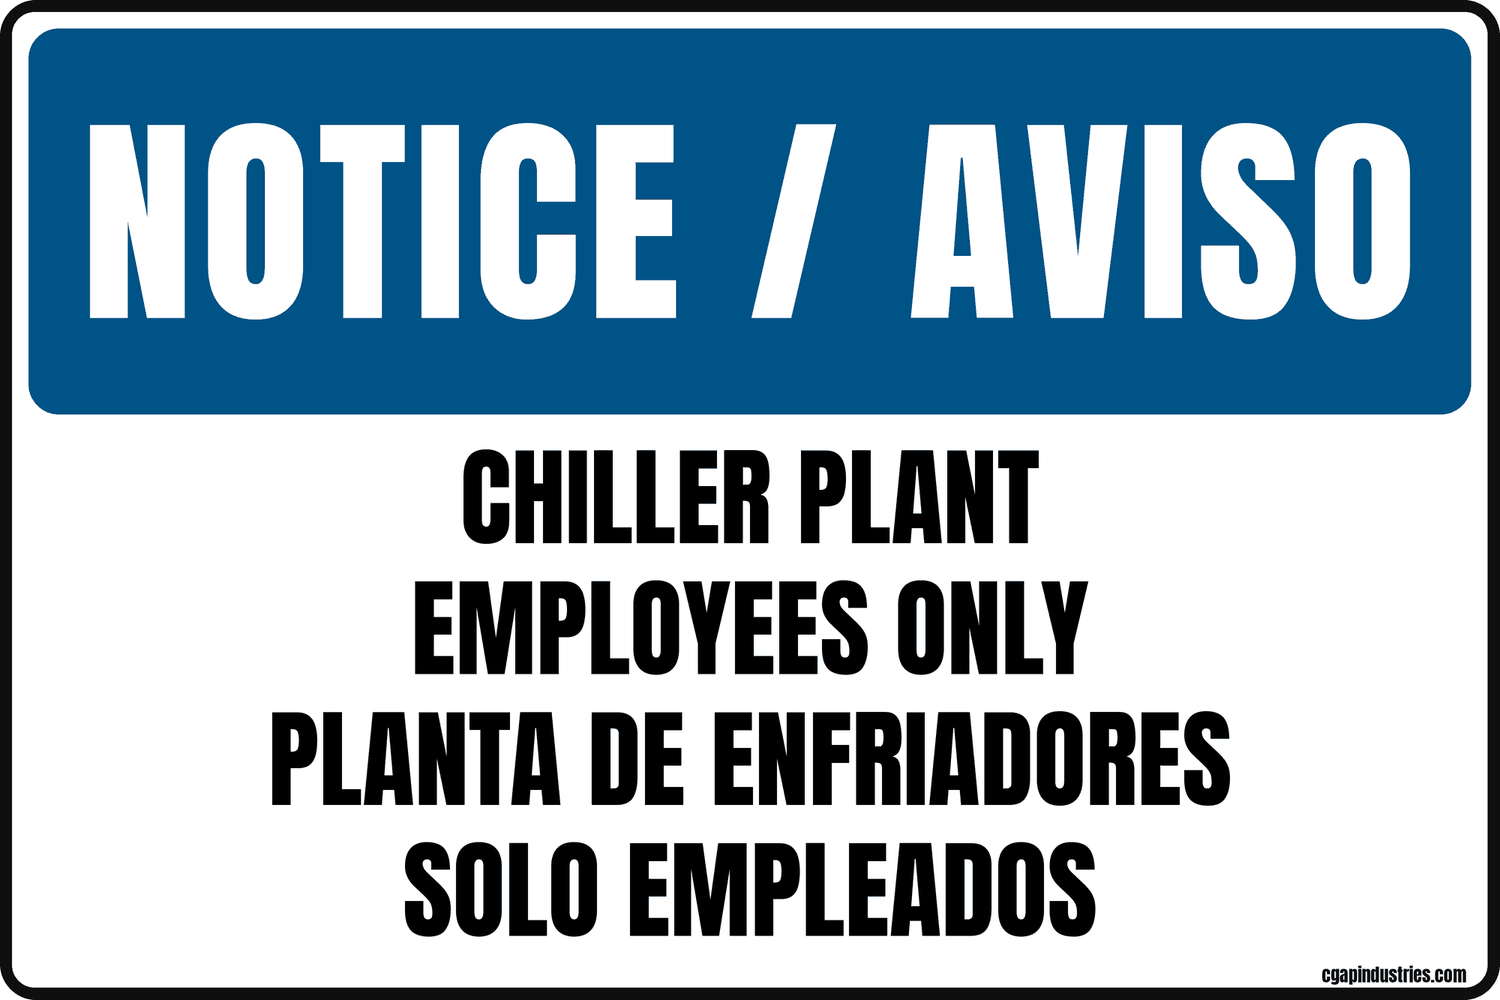 NOTICE / AVISO
CHILLER PLANT
EMPLOYEES ONLY
PLANTA DE ENFRIADORES
SOLO EMPLEADOS
cgapindustries.com